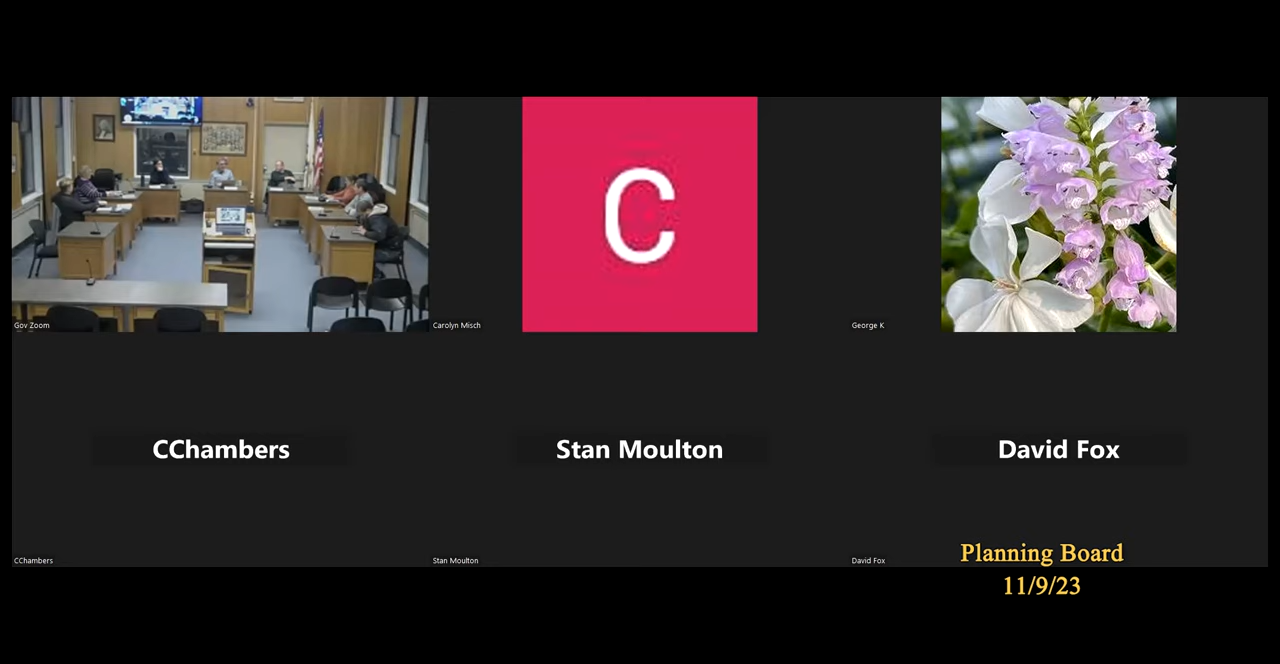 C
Gov Zoom
Carolyn Misch
George K
CChambers
Stan Moulton
David Fox
CChambers
Stan Moulton
David Fox
Planning Board
11/9/23